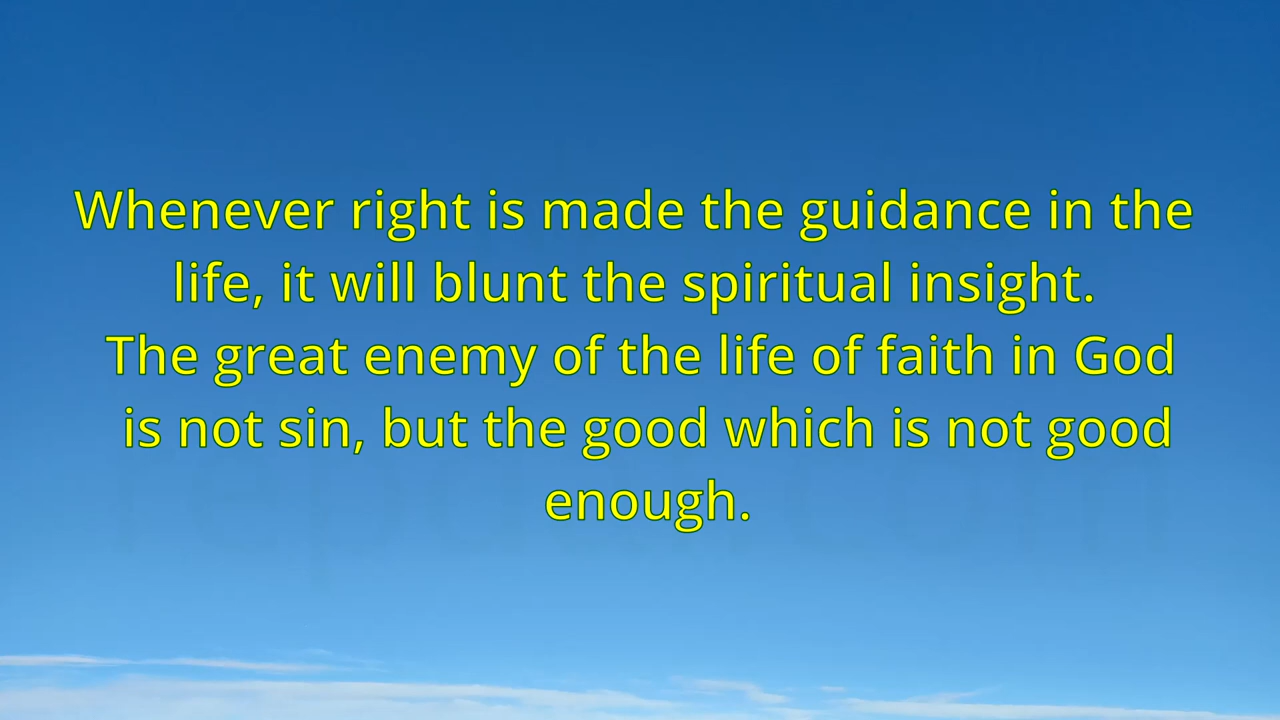 Whenever right is made the guidance in the
life, it will blunt the spiritual insight.
The great enemy of the life of faith in God
is not sin, but the good which is not good
enough.